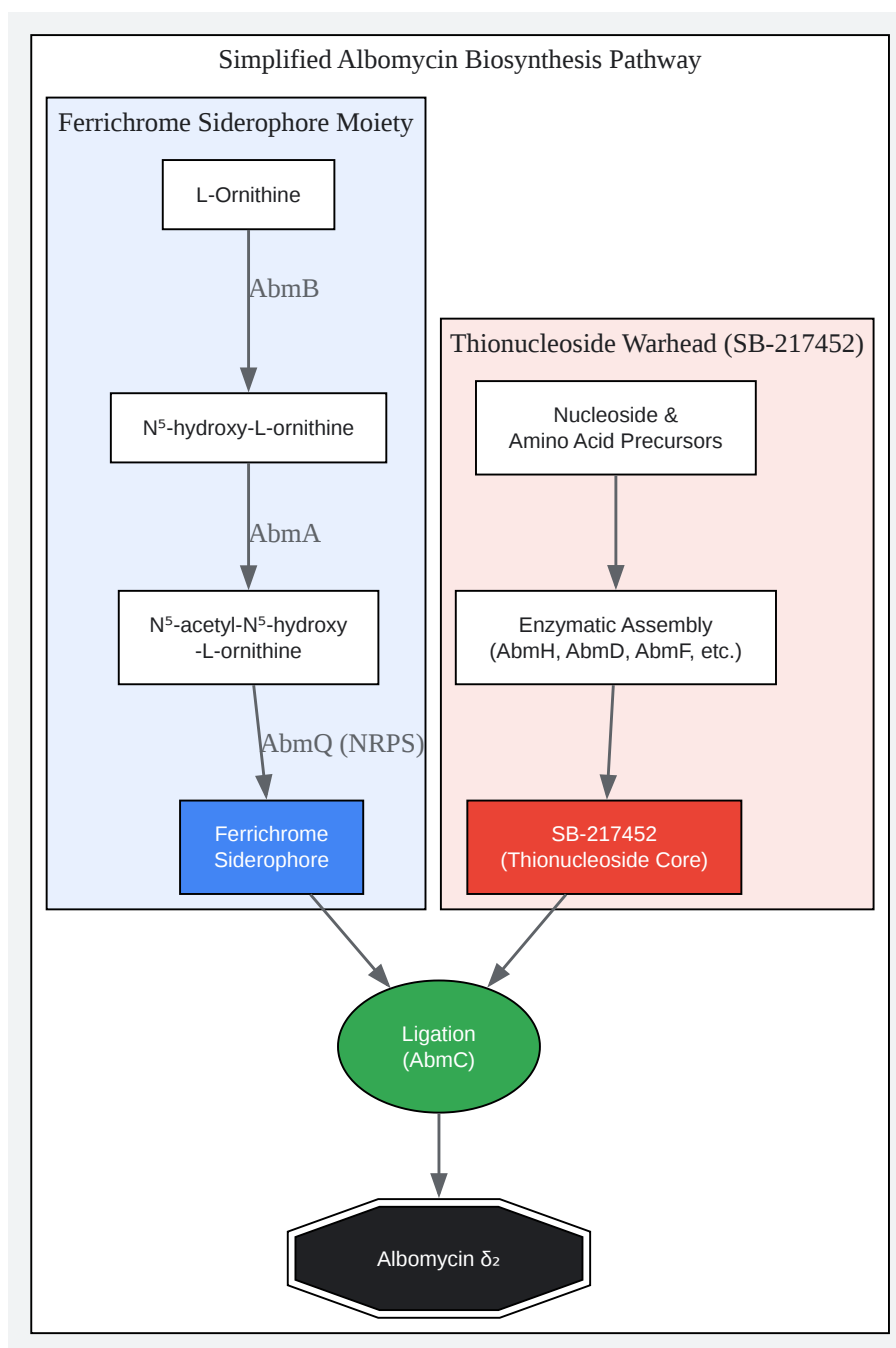 Simplified Albomycin Biosynthesis Pathway
Ferrichrome Siderophore Moiety
L-Ornithine
AbmB
N⁵-hydroxy-L-ornithine
AbmA
N⁵-acetyl-N⁵-hydroxy
-L-ornithine
AbmQ (NRPS)
Ferrichrome
Siderophore
Thionucleoside Warhead (SB-217452)
Nucleoside &
Amino Acid Precursors
Enzymatic Assembly
(AbmH, AbmD, AbmF, etc.)
SB-217452
(Thionucleoside Core)
Ligation
(AbmC)
Albomycin δ₂